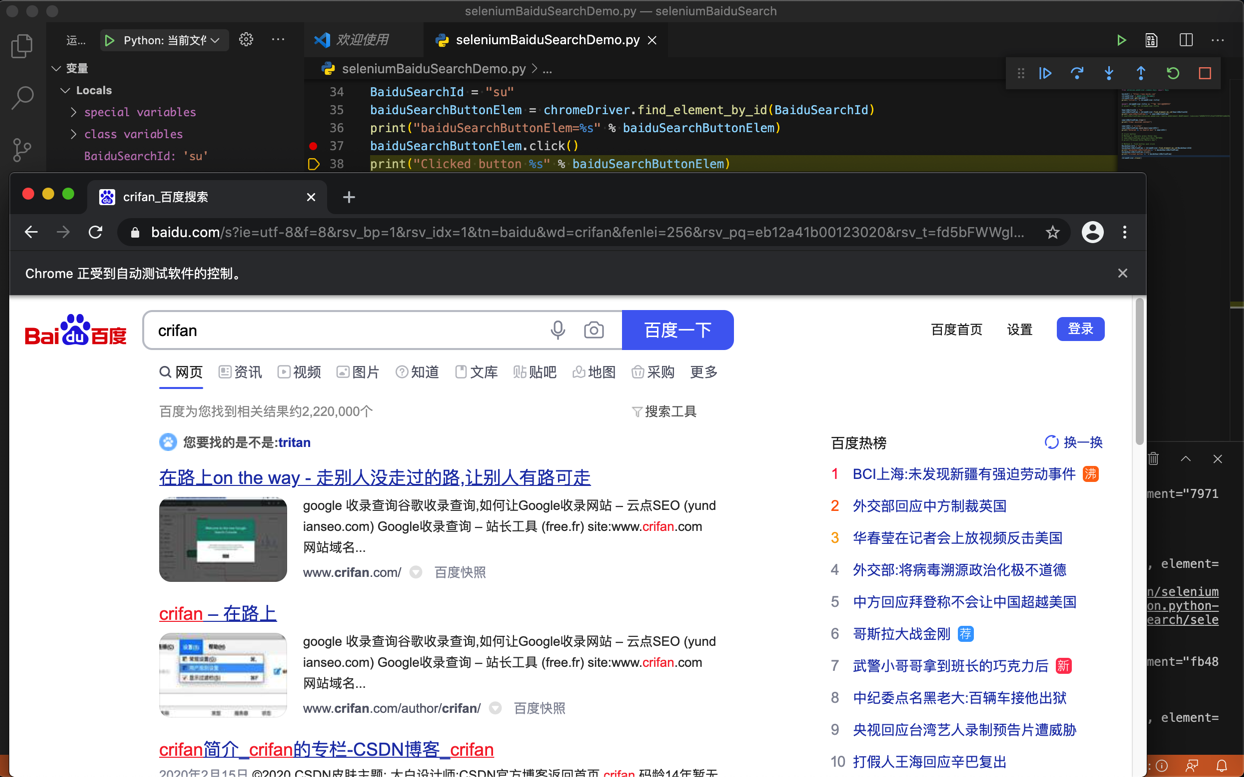 seleniumBaiduSearchDemo.py — seleniumBaiduSearch
运... Python: 当前文件
欢迎使用
seleniumBaiduSearchDemo.py
seleniumBaiduSearchDemo.py > ...
变量
Locals
special variables
class variables
BaiduSearchId: 'su'
34 BaiduSearchId = "su"
35 baiduSearchButtonElem = chromeDriver.find_element_by_id(BaiduSearchId)
36 print("baiduSearchButtonElem=%s" % baiduSearchButtonElem)
37 baiduSearchButtonElem.click()
38 print("Clicked button %s" % baiduSearchButtonElem)
crifan_百度搜索
baidu.com/s?ie=utf-8&f=8&rsv_bp=1&rsv_idx=1&tn=baidu&wd=crifan&fenlei=256&rsv_pq=eb12a41b00123020&rsv_t=fd5bFWWgI...
Chrome 正受到自动测试软件的控制。
Bai du 百度
crifan
百度一下
百度首页 设置 登录
网页 资讯 视频 图片 知道 文库 贴吧 地图 采购 更多
百度为您找到相关结果约2,220,000个
搜索工具
您要找的是不是:tritan
在路上on the way - 走别人没走过的路,让别人有路可走
google 收录查询谷歌收录查询,如何让Google收录网站 – 云点SEO (yund
ianseo.com) Google收录查询 – 站长工具 (free.fr) site:www.crifan.com
网站域名...
www.crifan.com/ 百度快照
crifan – 在路上
google 收录查询谷歌收录查询,如何让Google收录网站 – 云点SEO (yund
ianseo.com) Google收录查询 – 站长工具 (free.fr) site:www.crifan.com
网站域名...
www.crifan.com/author/crifan/ 百度快照
crifan简介_crifan的专栏-CSDN博客_crifan
2020年2月15日 ©2020 CSDN皮肤主题: 大白设计师:CSDN官方博客返回首页 crifan 码龄14年暂无
百度热榜
换一换
1 BCI上海:未发现新疆有强迫劳动事件 沸
2 外交部回应中方制裁英国
3 华春莹在记者会上放视频反击美国
4 外交部:将病毒溯源政治化极不道德
5 中方回应拜登称不会让中国超越美国
6 哥斯拉大战金刚 荐
7 武警小哥哥拿到班长的巧克力后 新
8 中纪委点名黑老大:百辆车接他出狱
9 央视回应台湾艺人录制预告片遭威胁
10 打假人王海回应辛巴复出
ment="7971
, element=
n/selenium
on.python-
earch/sele
ment="fb48
, element=